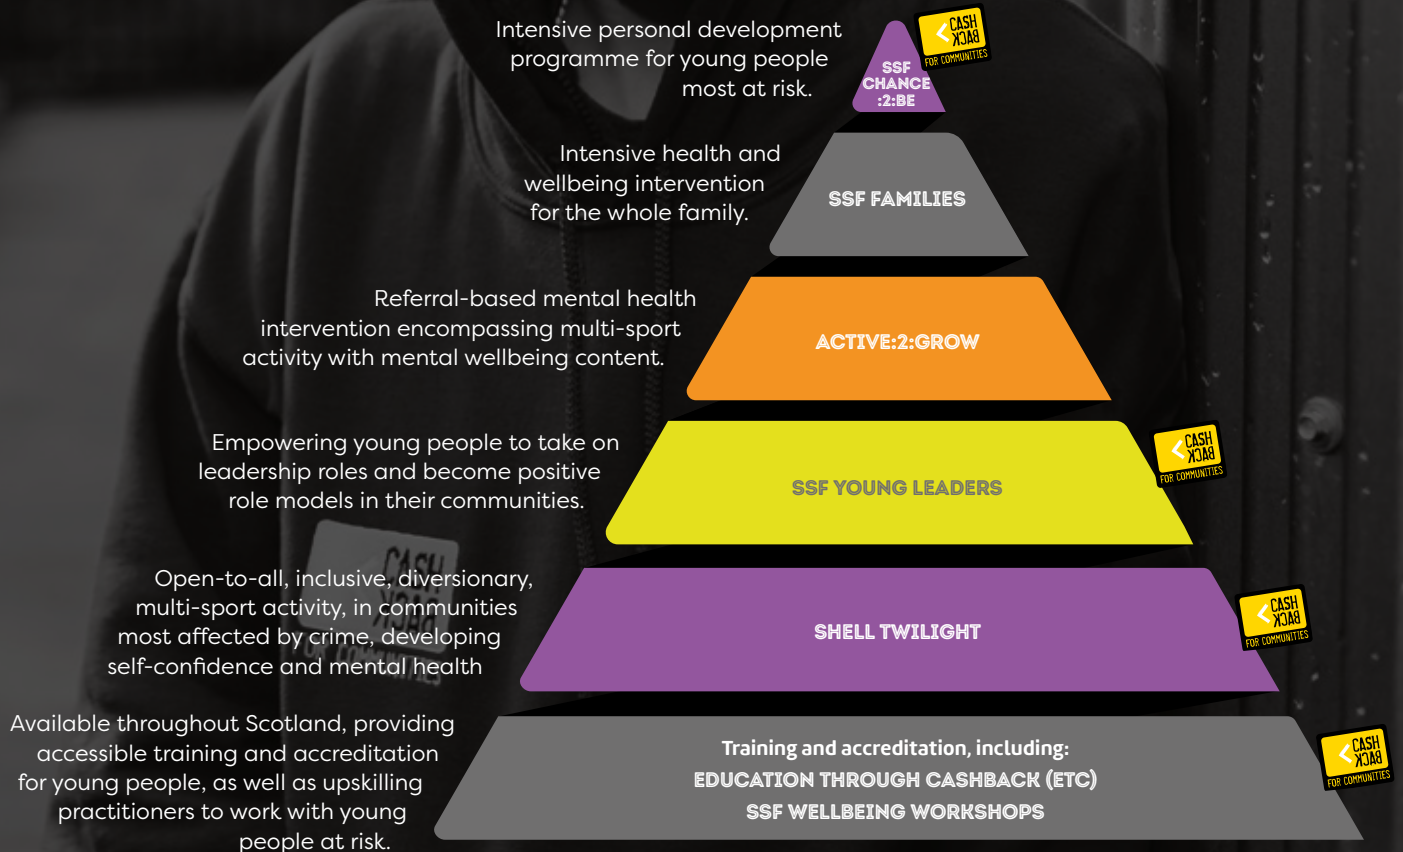 Intensive personal development
programme for young people
most at risk.
SSF
CHANCE
:2:BE
CASH
BACK
FOR COMMUNITIES
Intensive health and
wellbeing intervention
for the whole family.
SSF FAMILIES
Referral-based mental health
intervention encompassing multi-sport
activity with mental wellbeing content.
ACTIVE:2:GROW
Empowering young people to take on
leadership roles and become positive
role models in their communities.
SSF YOUNG LEADERS
CASH
BACK
FOR COMMUNITIES
Open-to-all, inclusive, diversionary,
multi-sport activity, in communities
most affected by crime, developing
self-confidence and mental health
CASH
BACK
FOR COMMUNITIES
SHELL TWILIGHT
CASH
BACK
FOR COMMUNITIES
Available throughout Scotland, providing
accessible training and accreditation
for young people, as well as upskilling
practitioners to work with young
people at risk.
Training and accreditation, including:
EDUCATION THROUGH CASHBACK (ETC)
SSF WELLBEING WORKSHOPS
CASH
BACK
FOR COMMUNITIES